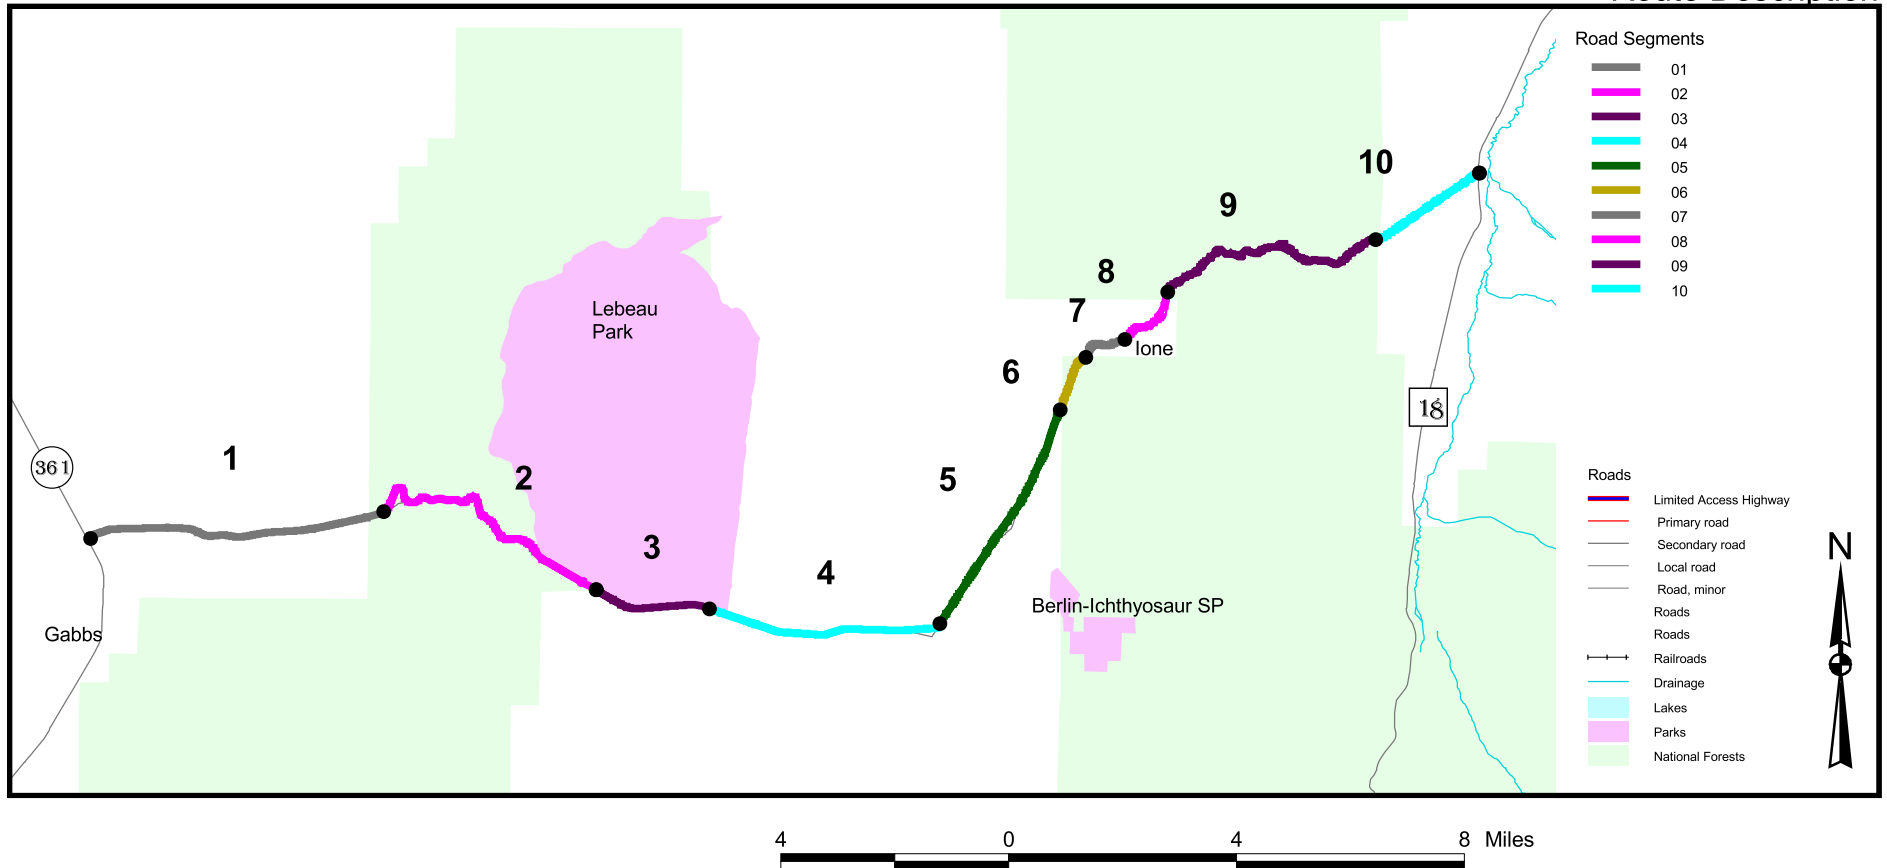 Route Description
Road Segments
01
02
03
04
05
06
07
08
09
10
10
9
8
7
6
5
4
3
2
1
Lebeau
Park
Ione
18
361
Gabbs
Berlin-Ichthyosaur SP
Roads
Limited Access Highway
Primary road
Secondary road
Local road
Road, minor
Roads
Roads
Railroads
Drainage
Lakes
Parks
National Forests
N
4 0 4 8 Miles